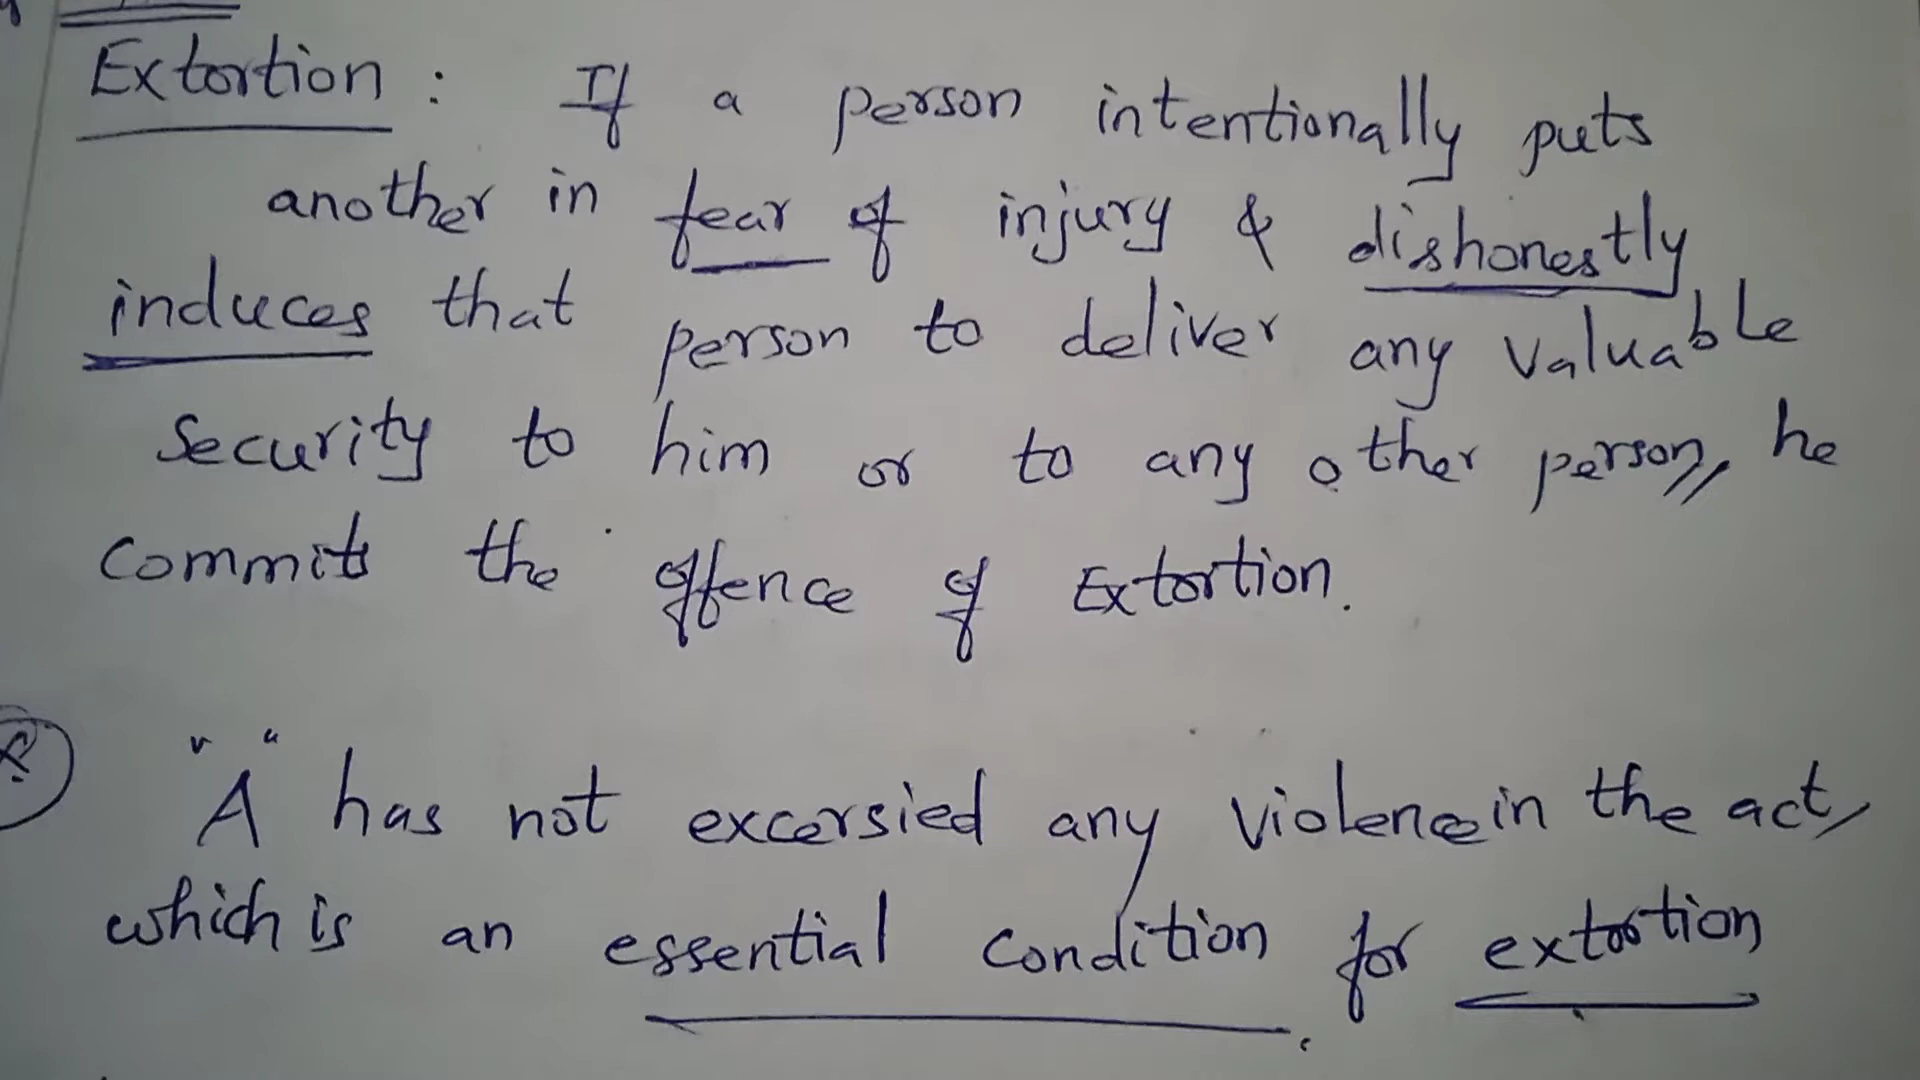 Extortion : If a person intentionally puts
another in fear of injury & dishonestly
induces that person to deliver any valuable
Security to him or to any other person, he
commits the offence of Extortion.
"A" has not excersied any violence in the act,
which is an essential condition for extortion